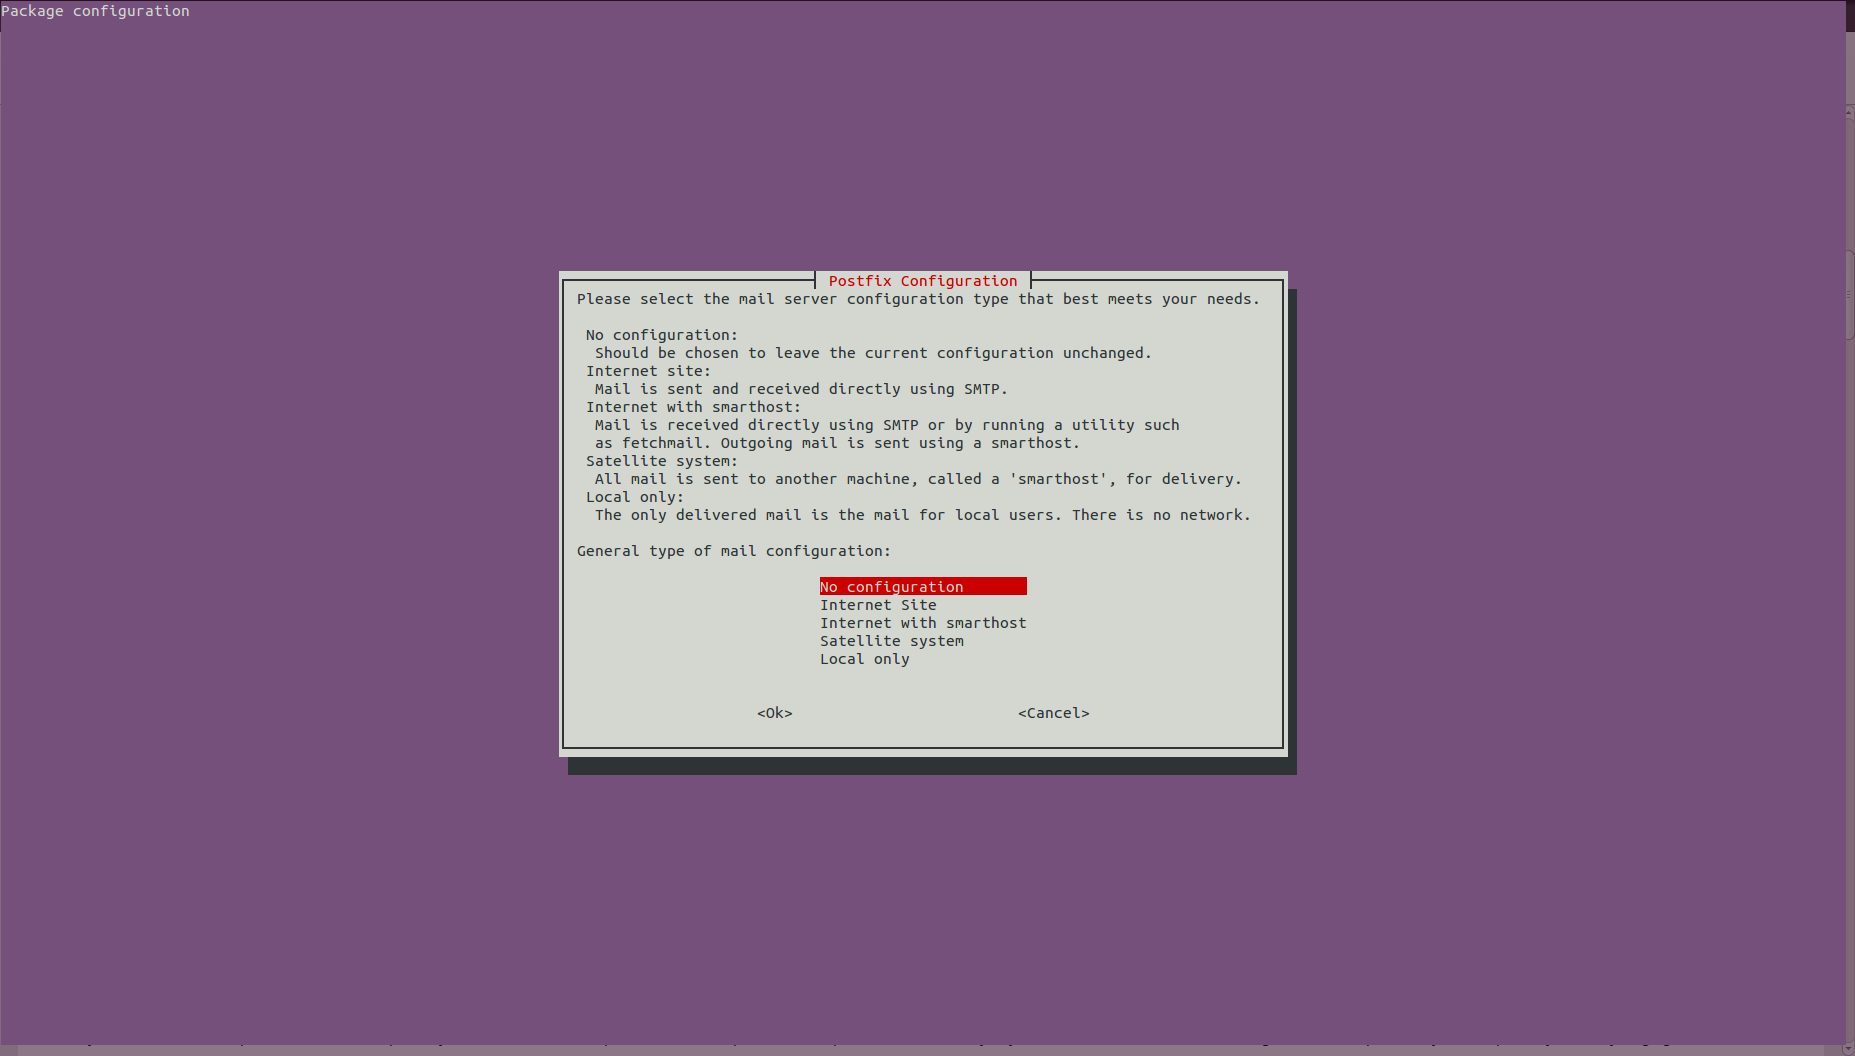 Package configuration
Postfix Configuration
Please select the mail server configuration type that best meets your needs.
No configuration:
Should be chosen to leave the current configuration unchanged.
Internet site:
Mail is sent and received directly using SMTP.
Internet with smarthost:
Mail is received directly using SMTP or by running a utility such
as fetchmail. Outgoing mail is sent using a smarthost.
Satellite system:
All mail is sent to another machine, called a 'smarthost', for delivery.
Local only:
The only delivered mail is the mail for local users. There is no network.
General type of mail configuration:
No configuration
Internet Site
Internet with smarthost
Satellite system
Local only
<Ok> <Cancel>